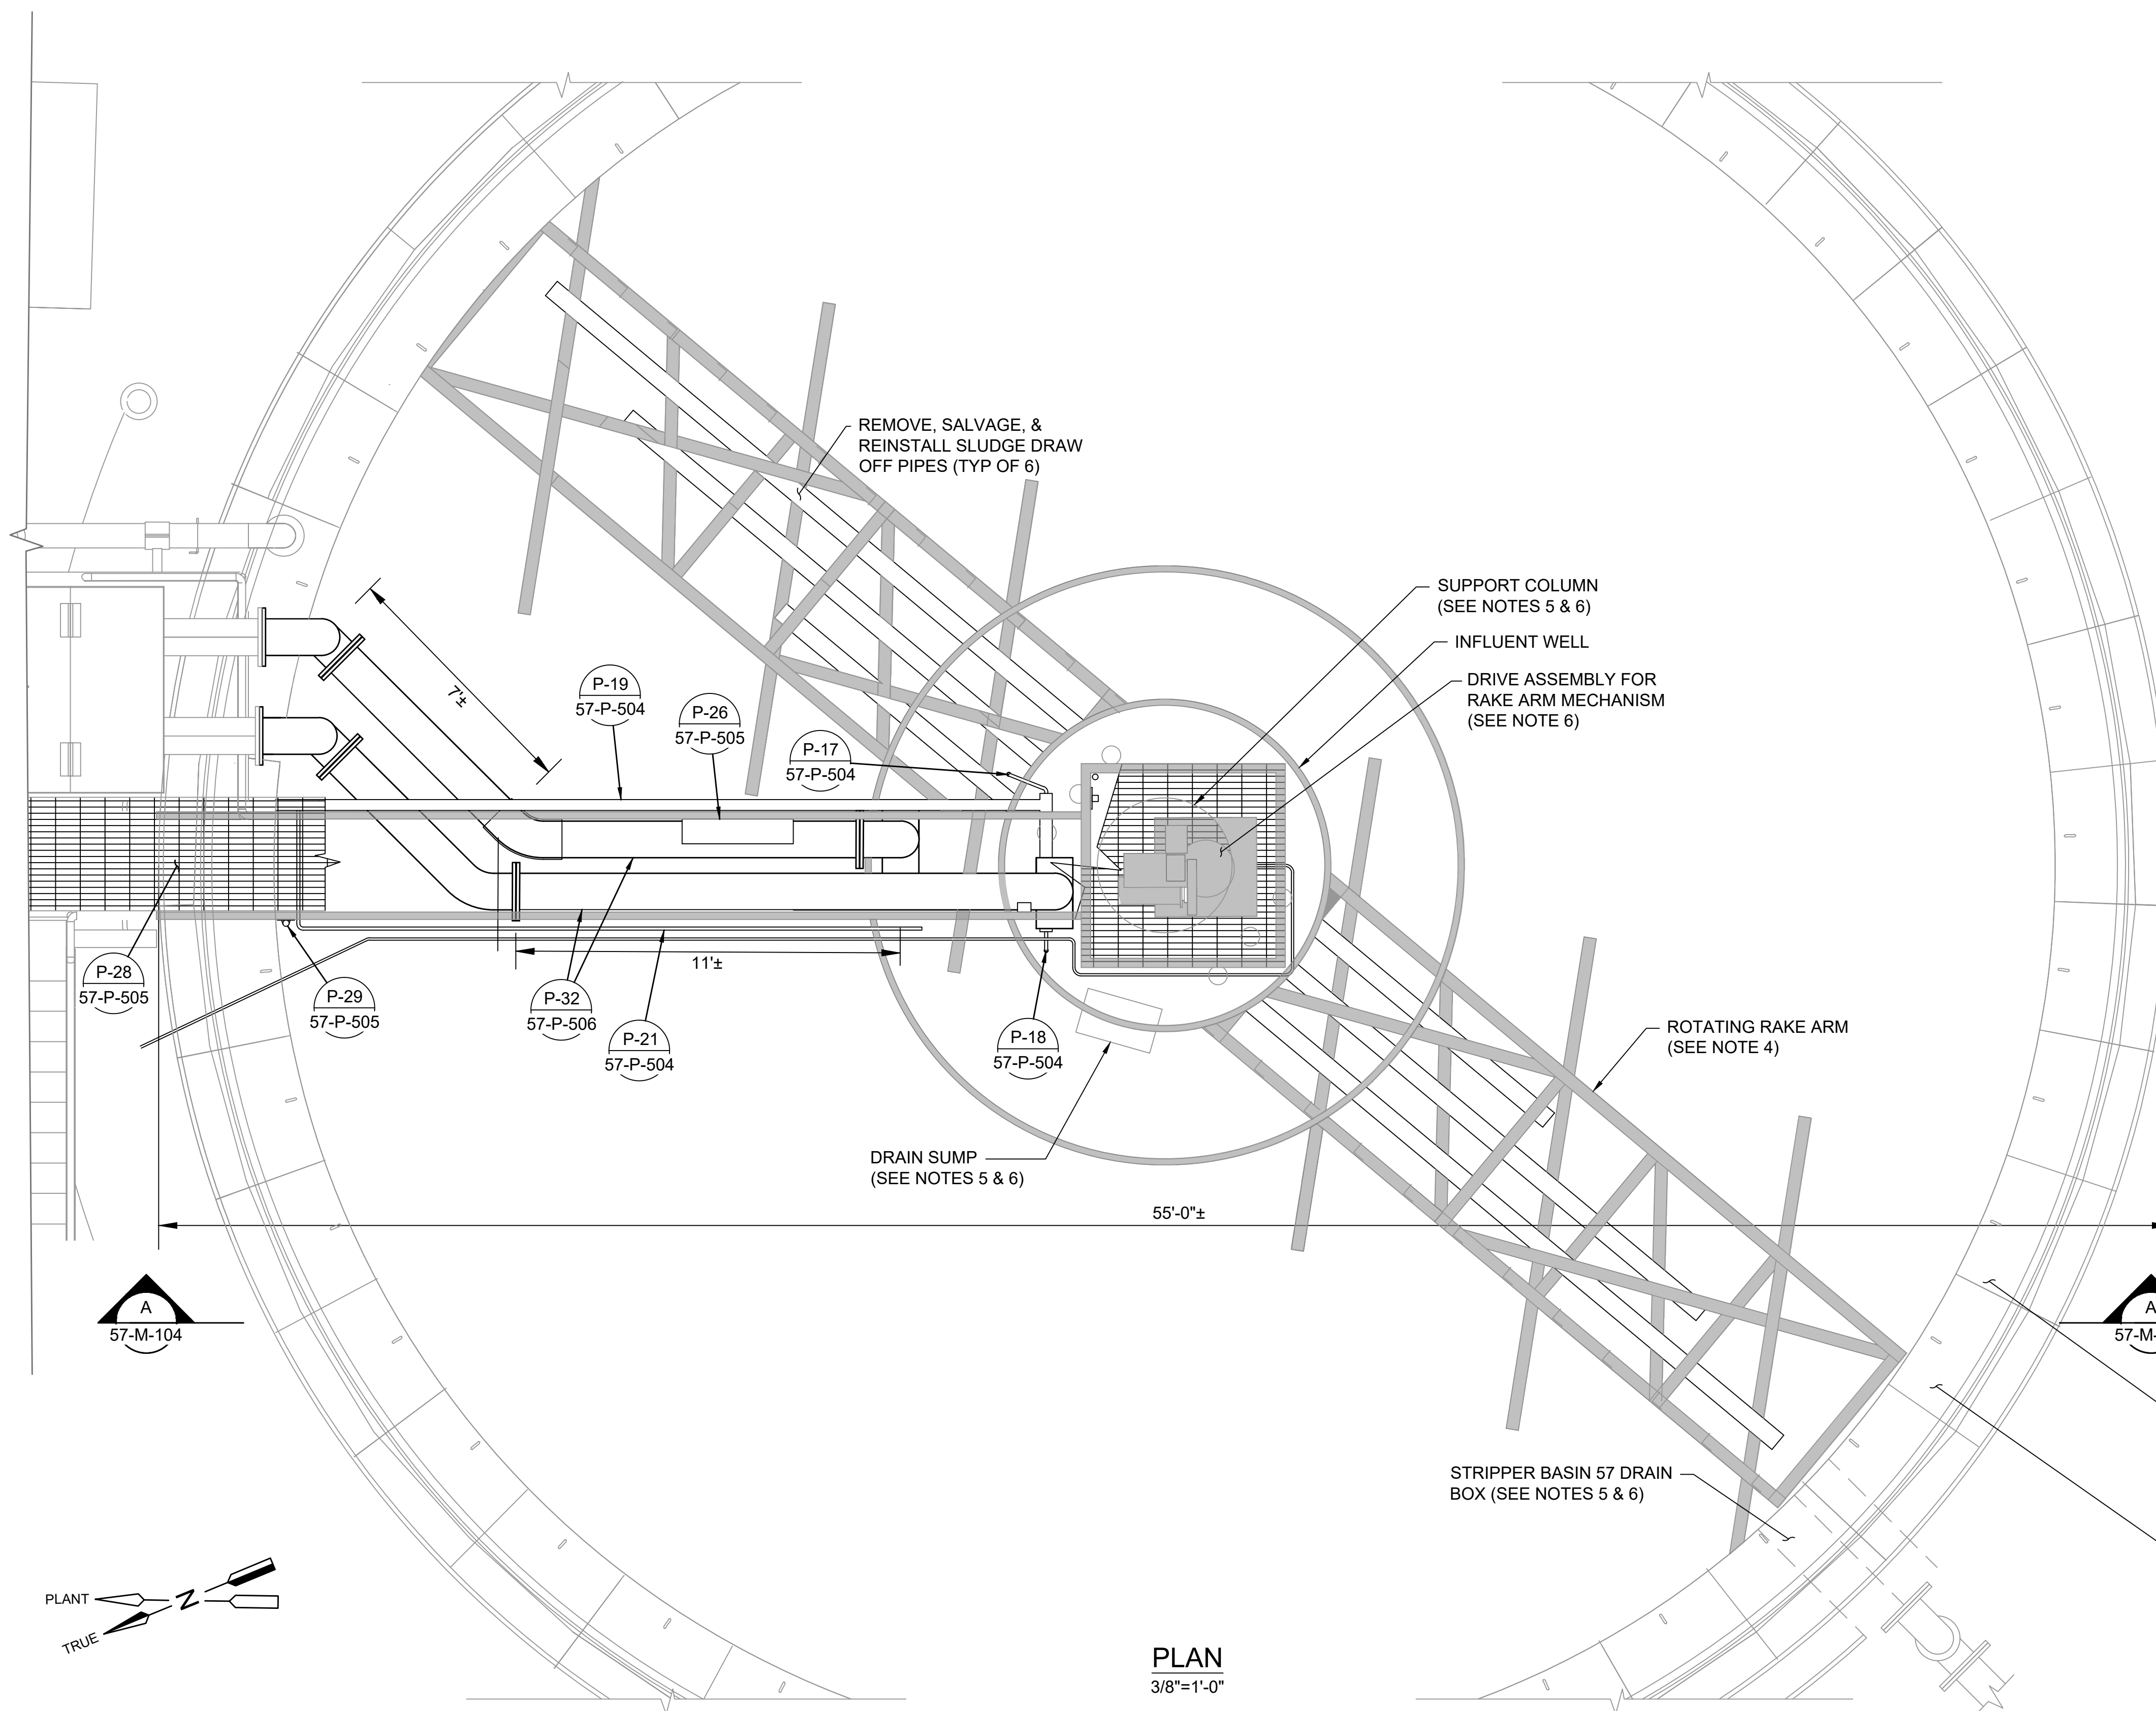 REMOVE, SALVAGE, &
REINSTALL SLUDGE DRAW
OFF PIPES (TYP OF 6)
SUPPORT COLUMN
(SEE NOTES 5 & 6)
INFLUENT WELL
DRIVE ASSEMBLY FOR
RAKE ARM MECHANISM
(SEE NOTE 6)
7'±
P-19
57-P-504
P-26
57-P-505
P-17
57-P-504
11'±
P-28
57-P-505
P-29
57-P-505
P-32
57-P-506
P-21
57-P-504
P-18
57-P-504
ROTATING RAKE ARM
(SEE NOTE 4)
DRAIN SUMP
(SEE NOTES 5 & 6)
55'-0"±
A
57-M-104
A
57-M-
STRIPPER BASIN 57 DRAIN
BOX (SEE NOTES 5 & 6)
PLANT
N
TRUE
PLAN
3/8"=1'-0"